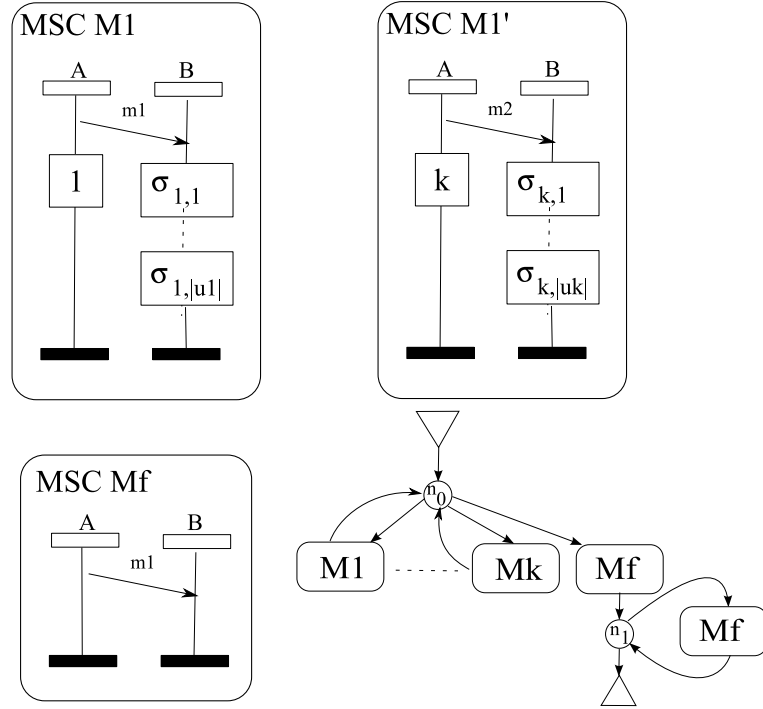 MSC M1
A B
m1
1
σ1,1
σ1,|u1|
MSC M1'
A B
m2
k
σk,1
σk,|uk|
MSC Mf
A B
m1
n0
M1
Mk
Mf
n1
Mf